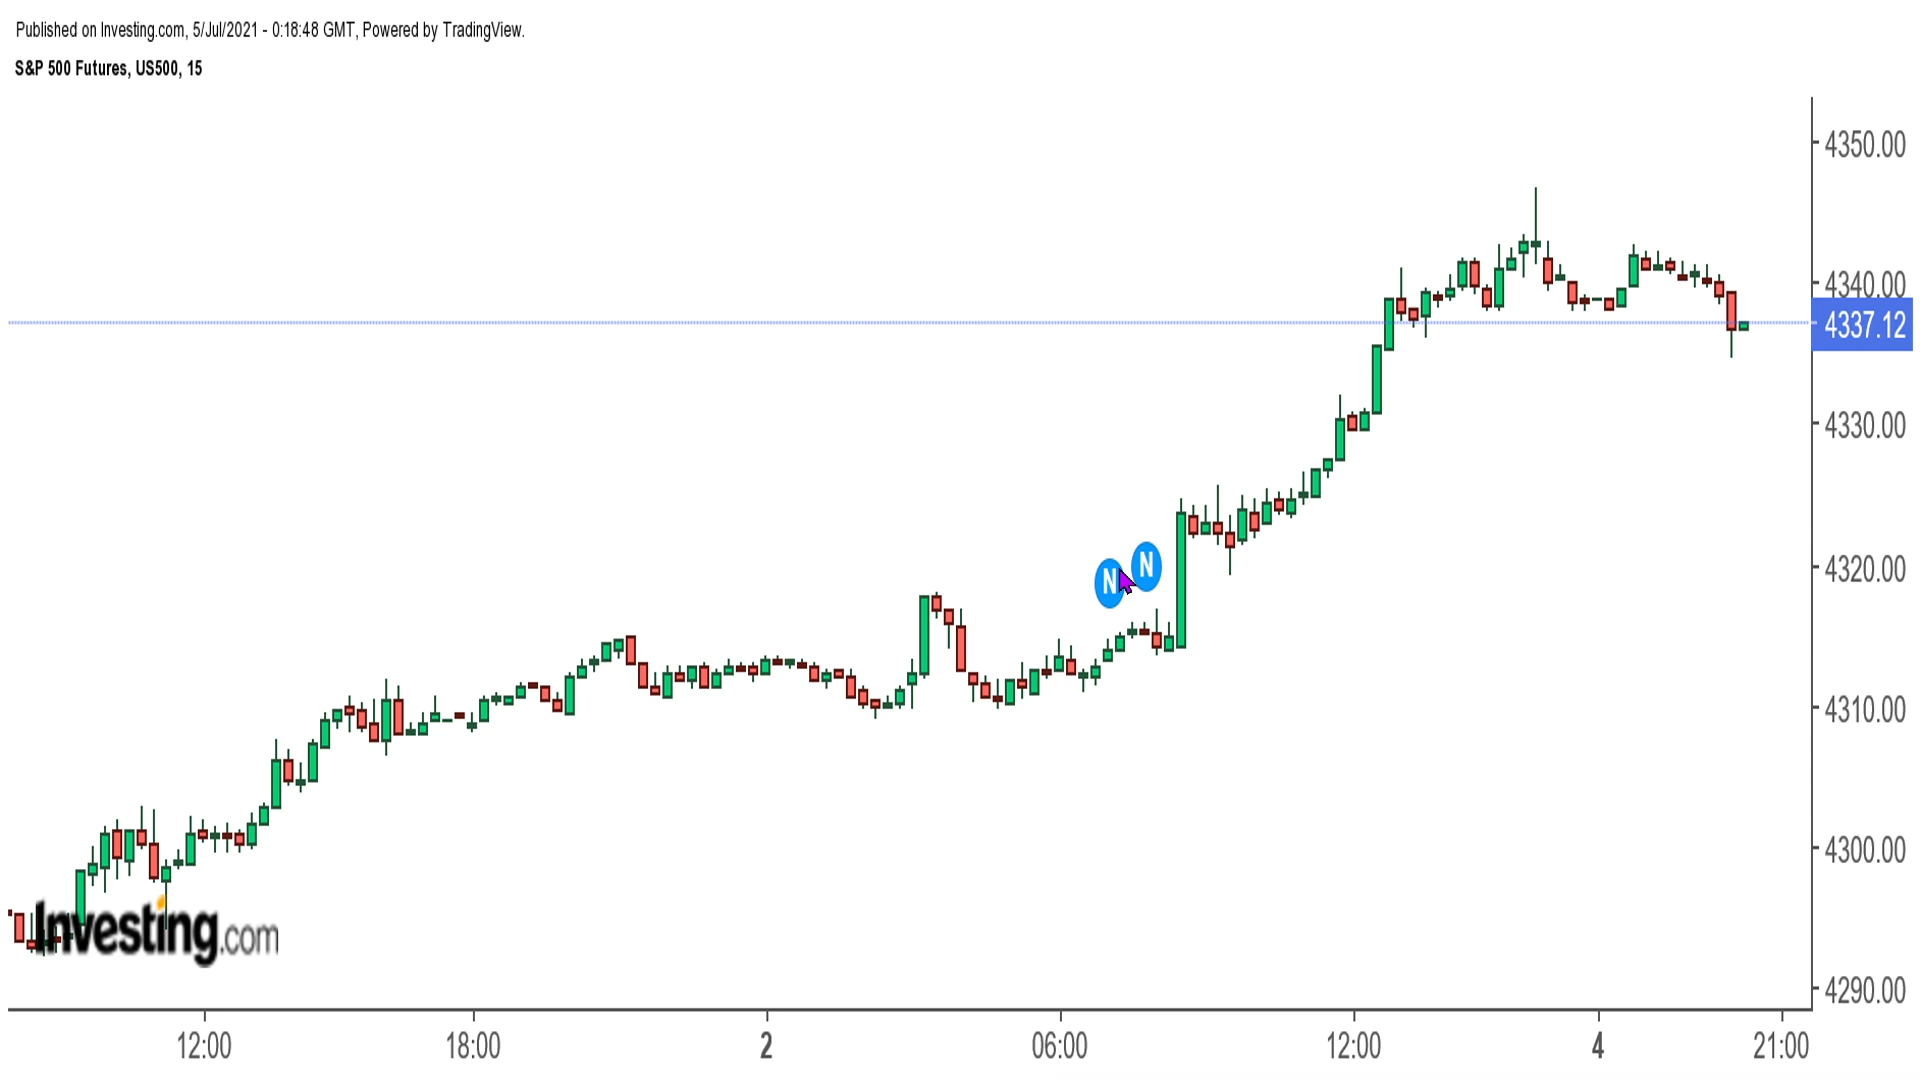 Published on Investing.com, 5/Jul/2021 - 0:18:48 GMT, Powered by TradingView.
S&P 500 Futures, US500, 15
4350.00
4340.00
4337.12
4330.00
4320.00
N N
4310.00
4300.00
Investing.com
4290.00
12:00 18:00 2 06:00 12:00 4 21:00